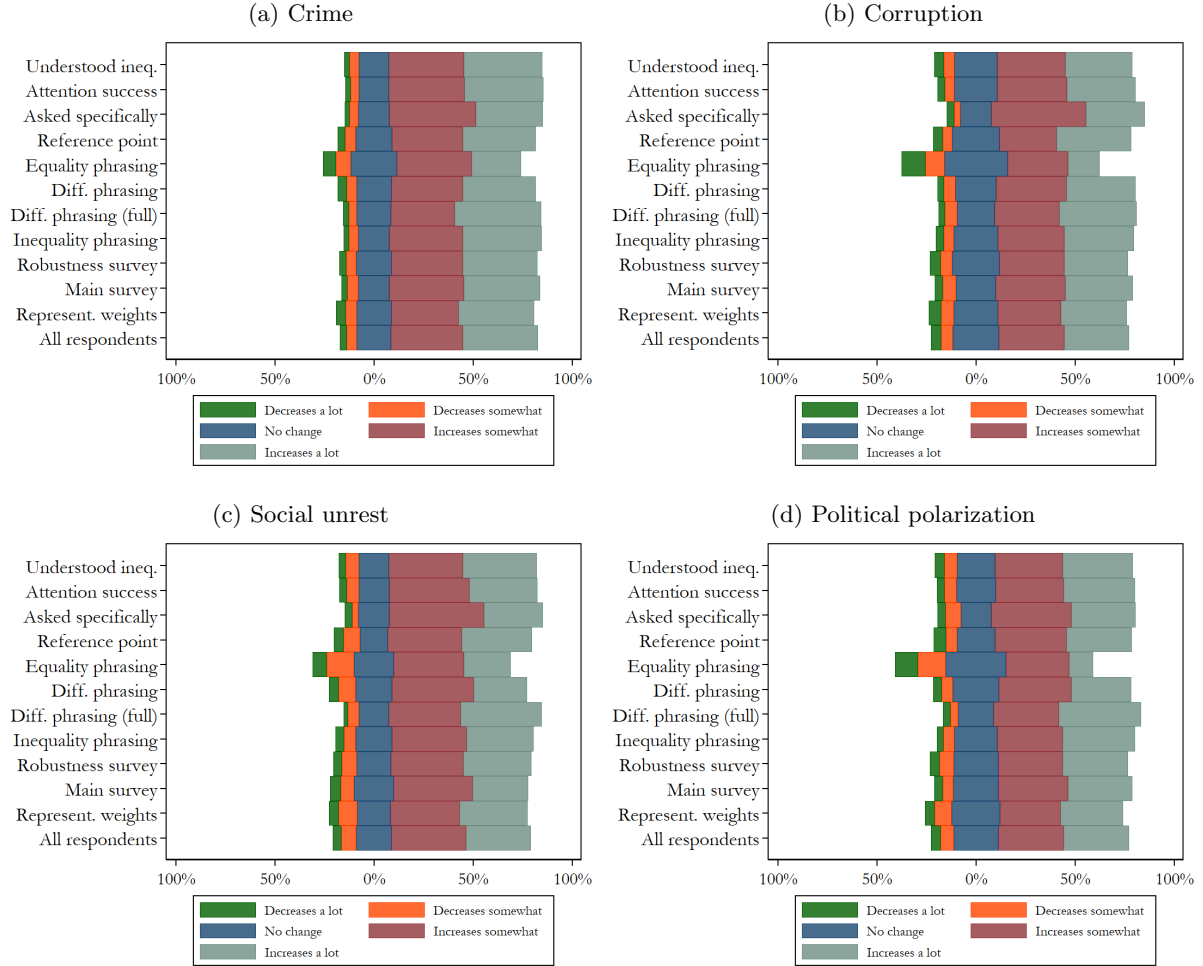 (a) Crime
Understood ineq.
Attention success
Asked specifically
Reference point
Equality phrasing
Diff. phrasing
Diff. phrasing (full)
Inequality phrasing
Robustness survey
Main survey
Represent. weights
All respondents
100% 50% 0% 50% 100%
Decreases a lot Decreases somewhat
No change Increases somewhat
Increases a lot
(b) Corruption
Understood ineq.
Attention success
Asked specifically
Reference point
Equality phrasing
Diff. phrasing
Diff. phrasing (full)
Inequality phrasing
Robustness survey
Main survey
Represent. weights
All respondents
100% 50% 0% 50% 100%
Decreases a lot Decreases somewhat
No change Increases somewhat
Increases a lot
(c) Social unrest
Understood ineq.
Attention success
Asked specifically
Reference point
Equality phrasing
Diff. phrasing
Diff. phrasing (full)
Inequality phrasing
Robustness survey
Main survey
Represent. weights
All respondents
100% 50% 0% 50% 100%
Decreases a lot Decreases somewhat
No change Increases somewhat
Increases a lot
(d) Political polarization
Understood ineq.
Attention success
Asked specifically
Reference point
Equality phrasing
Diff. phrasing
Diff. phrasing (full)
Inequality phrasing
Robustness survey
Main survey
Represent. weights
All respondents
100% 50% 0% 50% 100%
Decreases a lot Decreases somewhat
No change Increases somewhat
Increases a lot